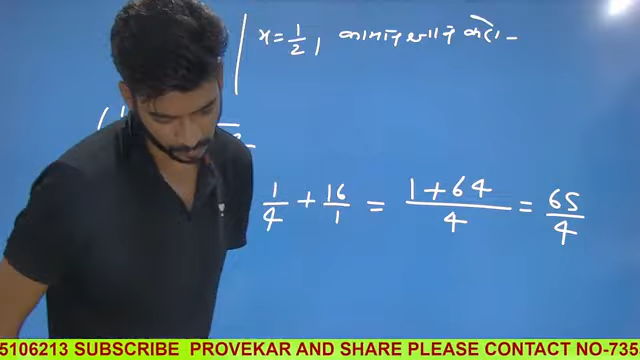 x = 1/2,
1/4 + 16/1 = (1+64)/4 = 65/4
5106213 SUBSCRIBE PROVEKAR AND SHARE PLEASE CONTACT NO-735